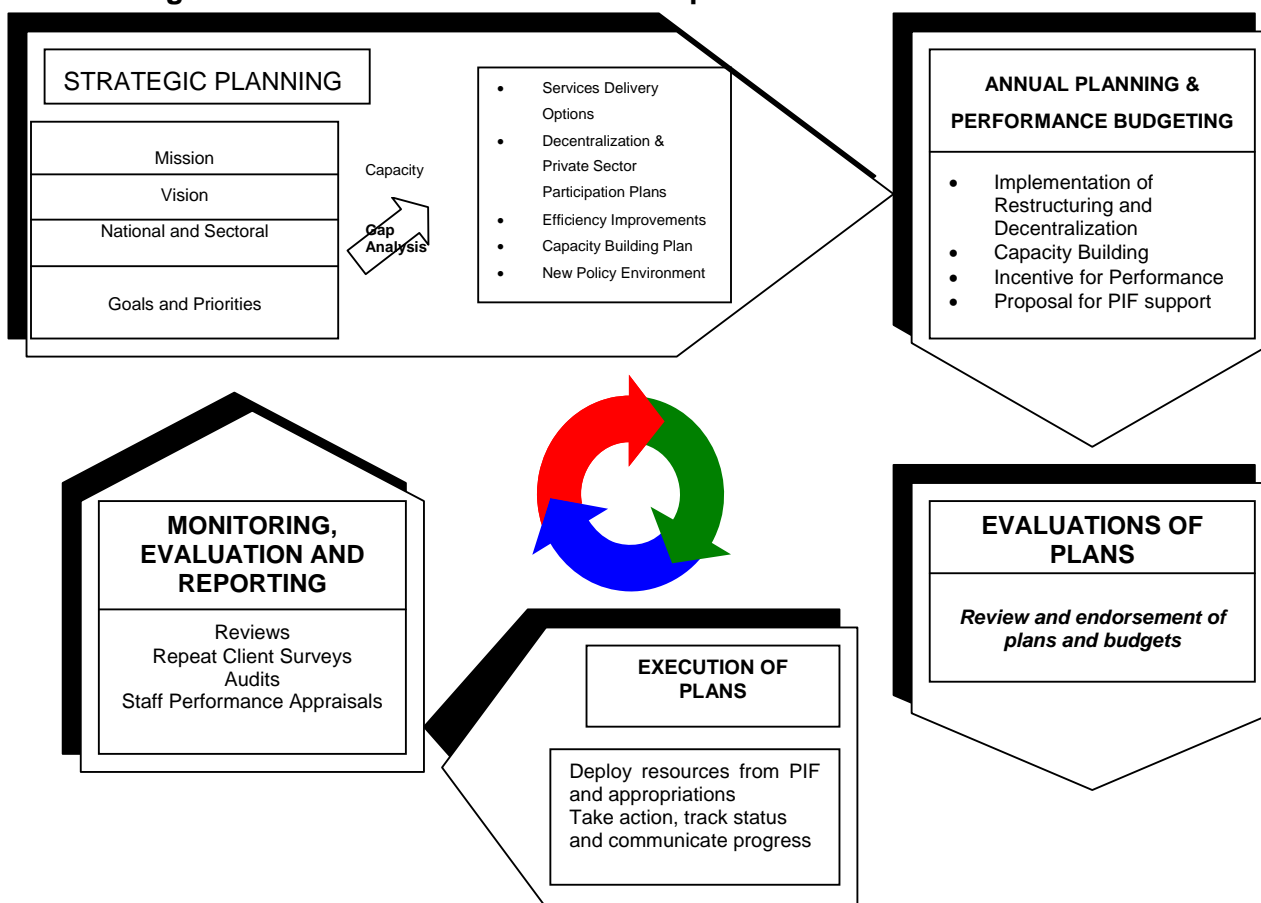 STRATEGIC PLANNING
Mission
Vision
National and Sectoral
Goals and Priorities
Capacity
Gap
Analysis
• Services Delivery
Options
• Decentralization &
Private Sector
Participation Plans
• Efficiency Improvements
• Capacity Building Plan
• New Policy Environment
ANNUAL PLANNING &
PERFORMANCE BUDGETING
• Implementation of
Restructuring and
Decentralization
• Capacity Building
• Incentive for Performance
• Proposal for PIF support
MONITORING,
EVALUATION AND
REPORTING
Reviews
Repeat Client Surveys
Audits
Staff Performance Appraisals
EXECUTION OF
PLANS
Deploy resources from PIF
and appropriations
Take action, track status
and communicate progress
EVALUATIONS OF
PLANS
Review and endorsement of
plans and budgets